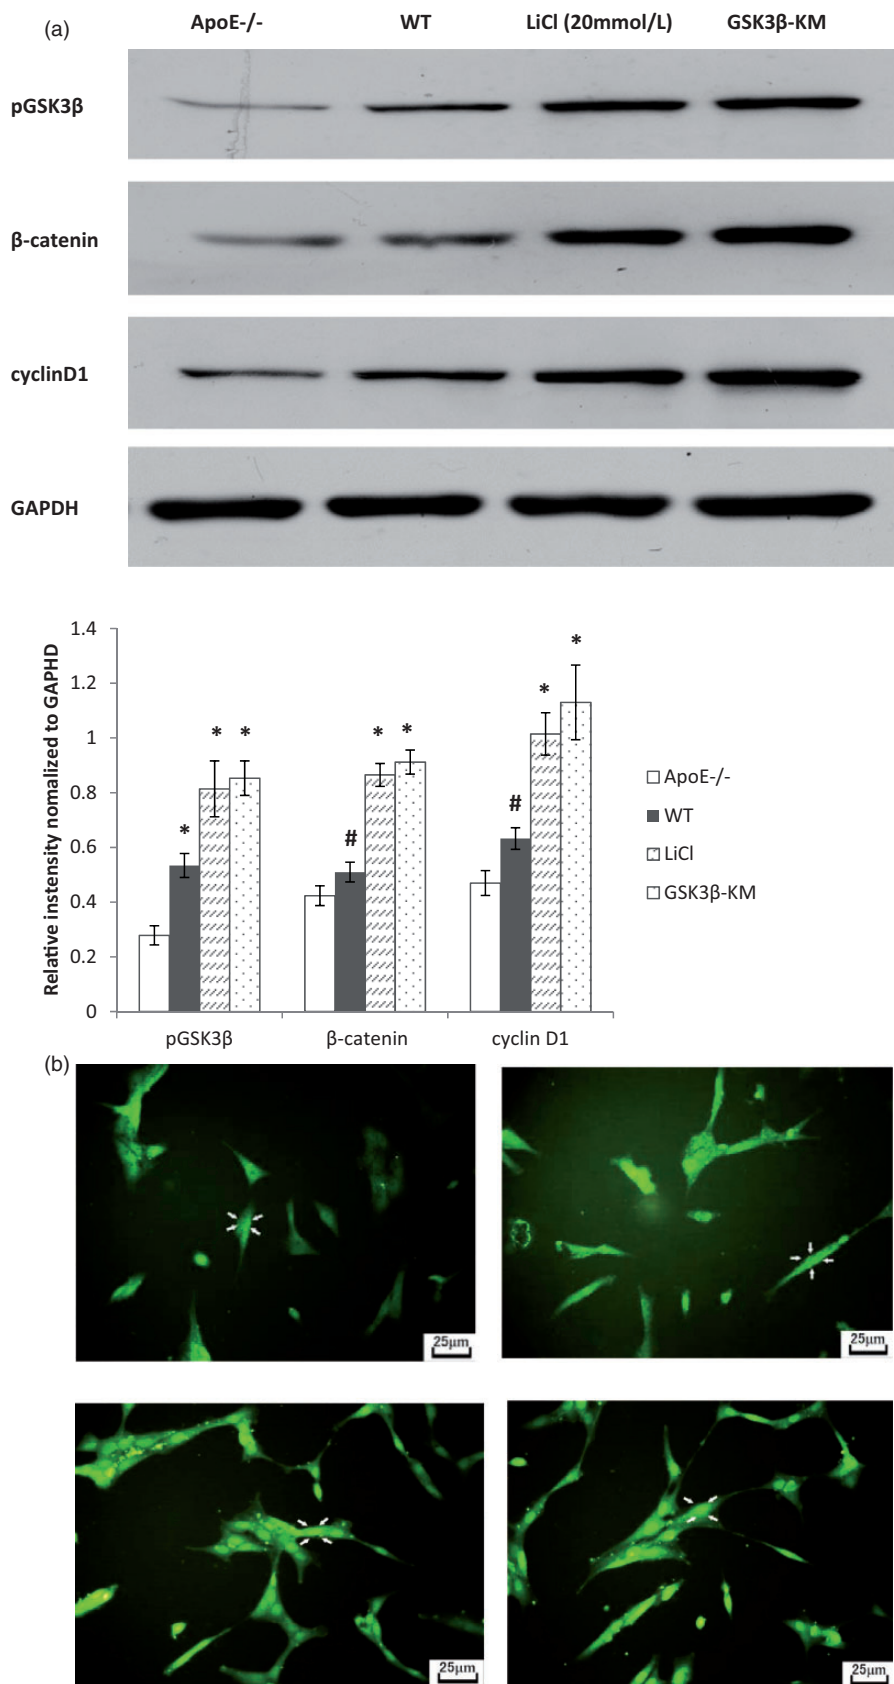 (a)
ApoE-/- WT LiCl (20mmol/L) GSK3β-KM
pGSK3β
β-catenin
cyclinD1
GAPDH
Relative instensity nomalized to GAPHD
1.4
1.2
1
0.8
0.6
0.4
0.2
0
* * *
# * *
# * *
pGSK3β β-catenin cyclin D1
ApoE-/-
WT
LiCl
GSK3β-KM
(b)
25μm
25μm
25μm
25μm